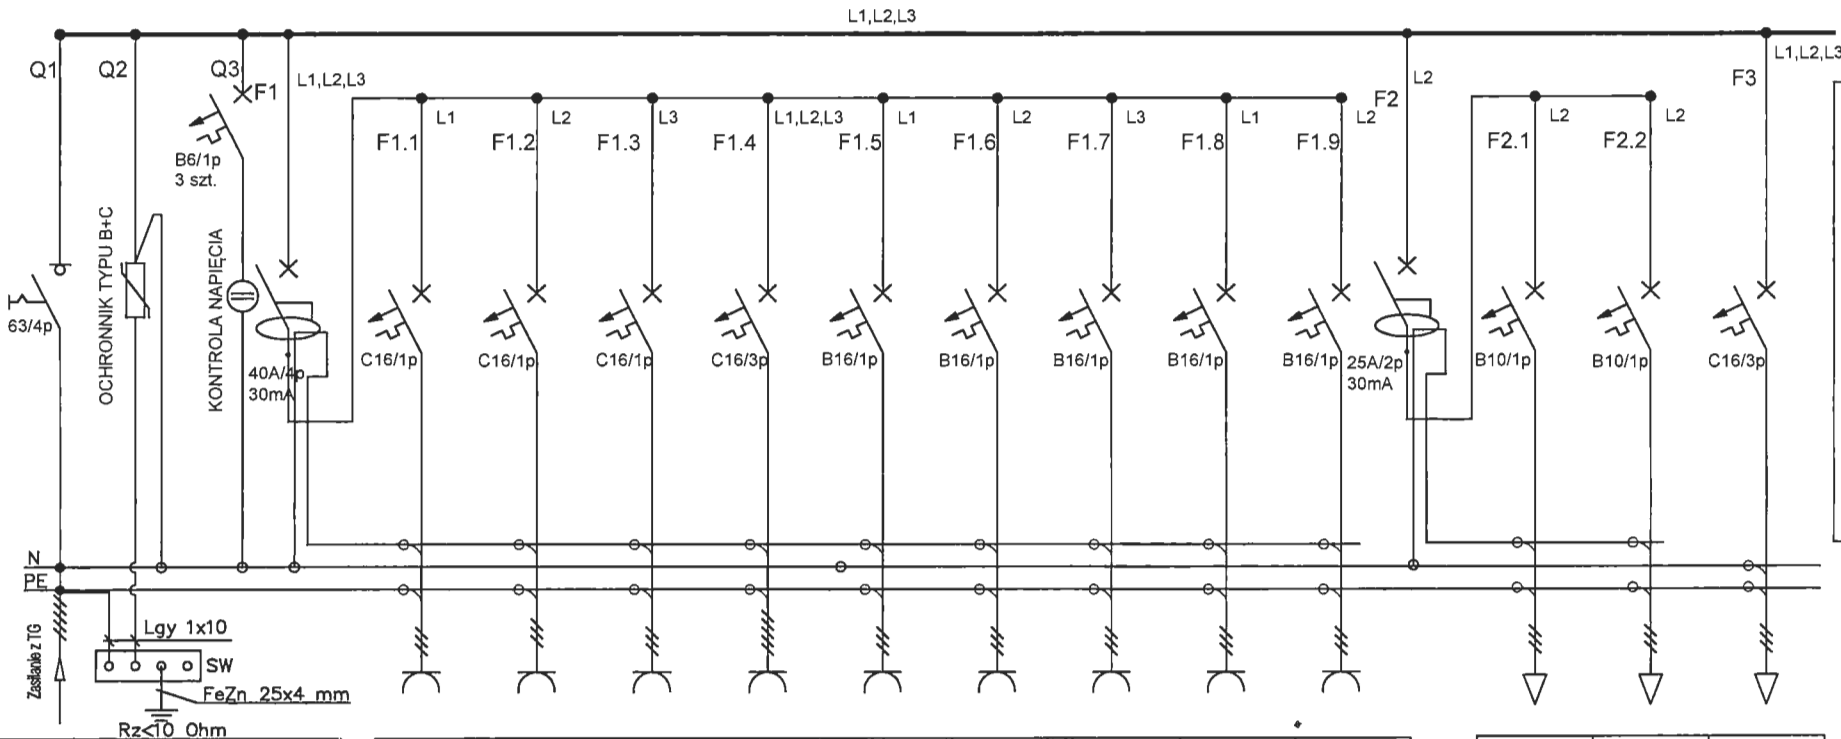 L1,L2,L3
Q1
Q2
Q3
F1
L1,L2,L3
L2
F2
F3
L1,L2,L3
L1
L2
L3
L1,L2,L3
L1
L2
L3
L1
L2
L2
L2
F1.1
F1.2
F1.3
F1.4
F1.5
F1.6
F1.7
F1.8
F1.9
F2.1
F2.2
B6/1p
3 szt.
OCHRONNIK TYPU B+C
KONTROLA NAPIĘCIA
63/4p
40A/4p
30mA
C16/1p
C16/1p
C16/1p
C16/3p
B16/1p
B16/1p
B16/1p
B16/1p
B16/1p
25A/2p
30mA
B10/1p
B10/1p
C16/3p
N
PE
Zasilanie z TG
Lgy 1x10
SW
FeZn 25x4 mm
Rz<10 Ohm